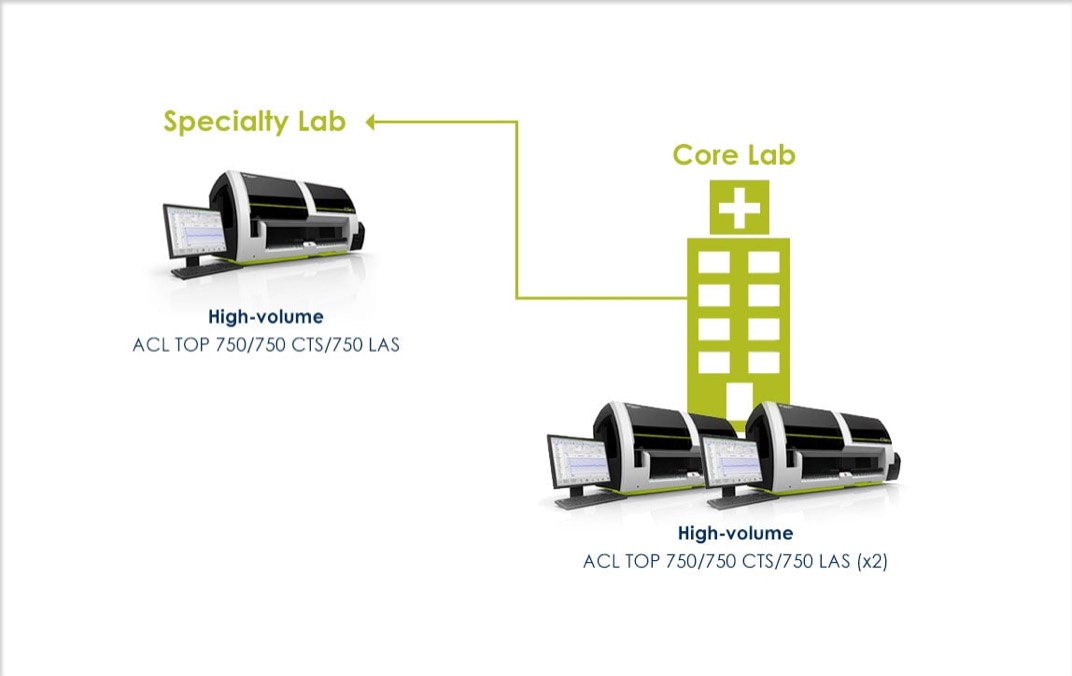 Specialty Lab
Core Lab
High-volume
ACL TOP 750/750 CTS/750 LAS
High-volume
ACL TOP 750/750 CTS/750 LAS (x2)